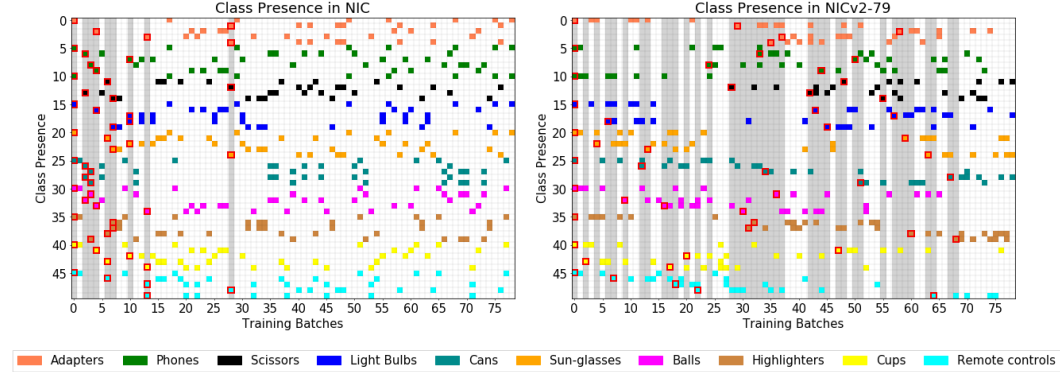 Class Presence in NIC
Class Presence
0
5
10
15
20
25
30
35
40
45
0 5 10 15 20 25 30 35 40 45 50 55 60 65 70 75
Training Batches
Class Presence in NICv2-79
Class Presence
0
5
10
15
20
25
30
35
40
45
0 5 10 15 20 25 30 35 40 45 50 55 60 65 70 75
Training Batches
Adapters Phones Scissors Light Bulbs Cans Sun-glasses Balls Highlighters Cups Remote controls